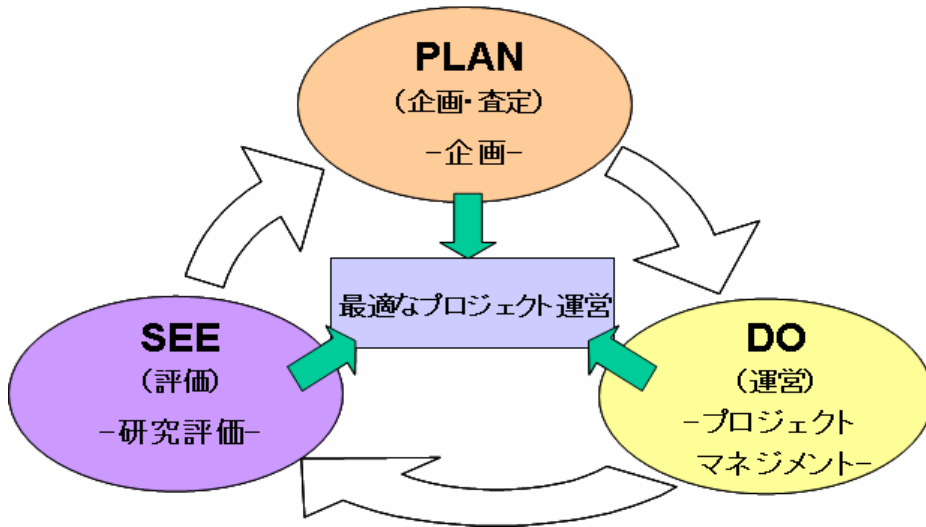 PLAN
（企画・査定）
−企画−
最適なプロジェクト運営
SEE
（評価）
−研究評価−
DO
（運営）
−プロジェクト
マネジメント−